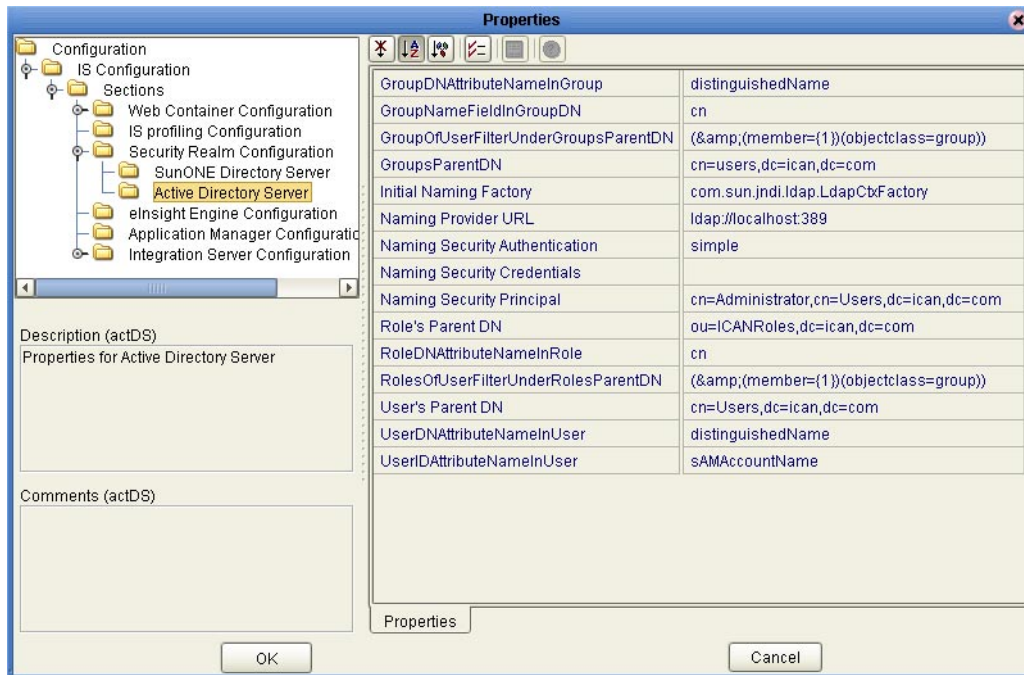 Properties
Configuration
IS Configuration
Sections
Web Container Configuration
IS profiling Configuration
Security Realm Configuration
SunONE Directory Server
Active Directory Server
eInsight Engine Configuration
Application Manager Configuratio
Integration Server Configuration
Description (actDS)
Properties for Active Directory Server
Comments (actDS)
GroupDNAttributeNameInGroup distinguishedName
GroupNameFieldInGroupDN cn
GroupOfUserFilterUnderGroupsParentDN (&amp;(member={1})(objectclass=group))
GroupsParentDN cn=users,dc=ican,dc=com
Initial Naming Factory com.sun.jndi.ldap.LdapCtxFactory
Naming Provider URL ldap://localhost:389
Naming Security Authentication simple
Naming Security Credentials
Naming Security Principal cn=Administrator,cn=Users,dc=ican,dc=com
Role's Parent DN ou=ICANRoles,dc=ican,dc=com
RoleDNAttributeNameInRole cn
RolesOfUserFilterUnderRolesParentDN (&amp;(member={1})(objectclass=group))
User's Parent DN cn=Users,dc=ican,dc=com
UserDNAttributeNameInUser distinguishedName
UserIDAttributeNameInUser sAMAccountName
Properties
OK
Cancel